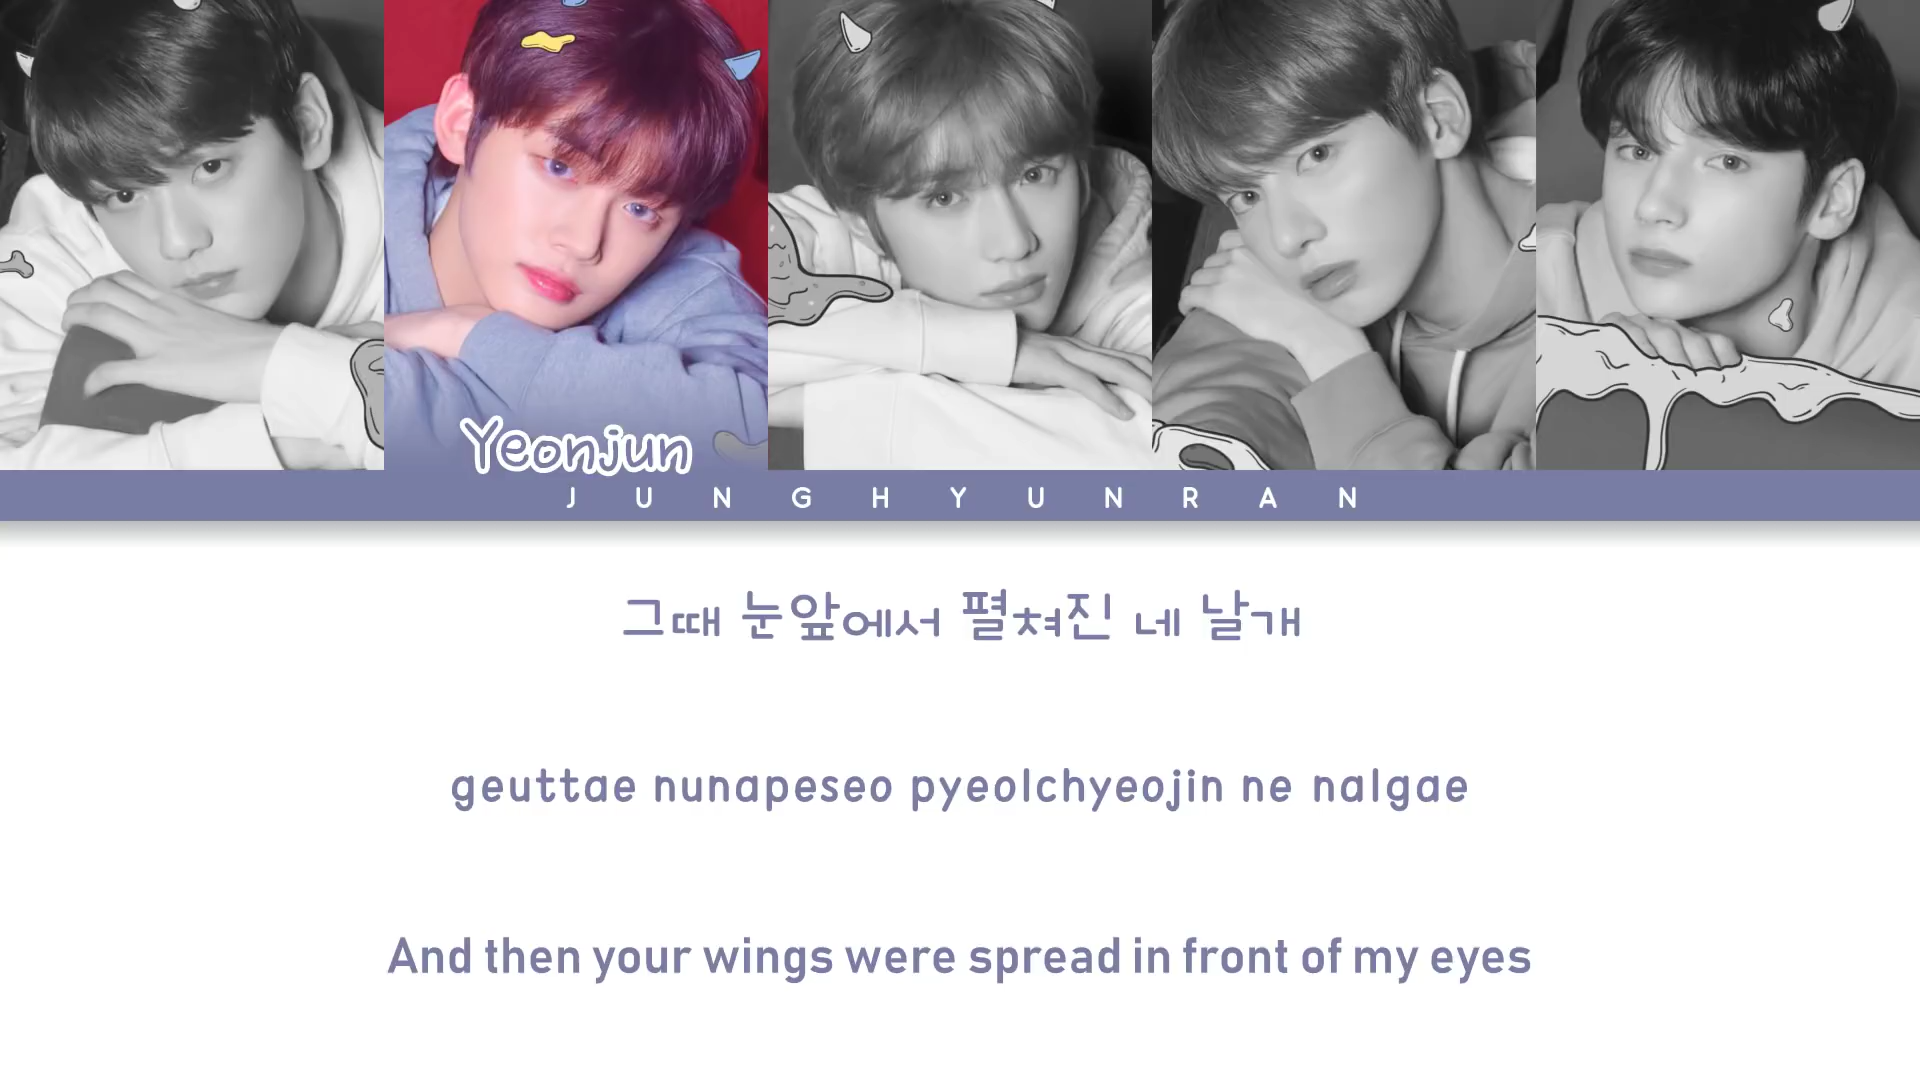 Yeonjun
JUNGHYUNRAN
그때 눈앞에서 펼쳐진 네 날개
geuttae nunapeseo pyeolchyeojin ne nalgae
And then your wings were spread in front of my eyes